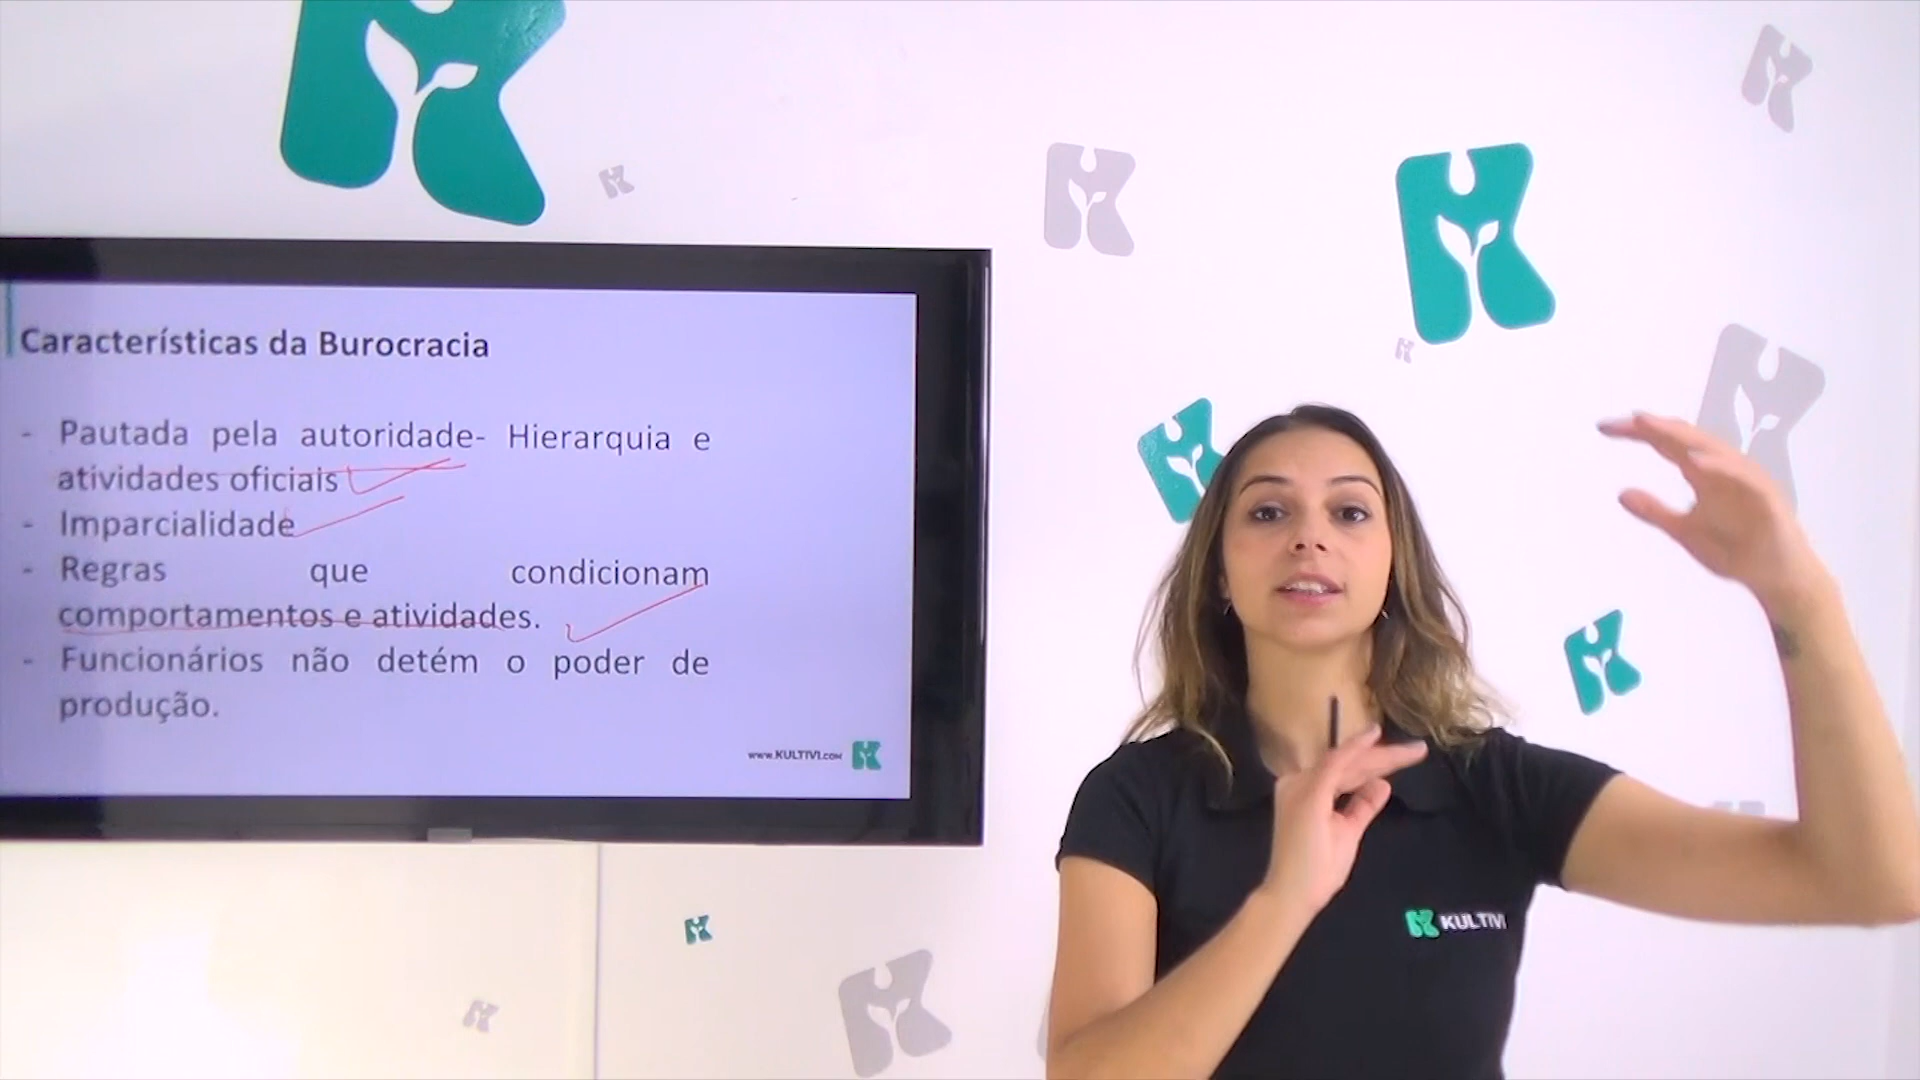 Características da Burocracia
- Pautada pela autoridade- Hierarquia e
atividades oficiais
- Imparcialidade
- Regras que condicionam
comportamentos e atividades.
- Funcionários não detém o poder de
produção.
www.KULTIVI.COM
KULTIVI